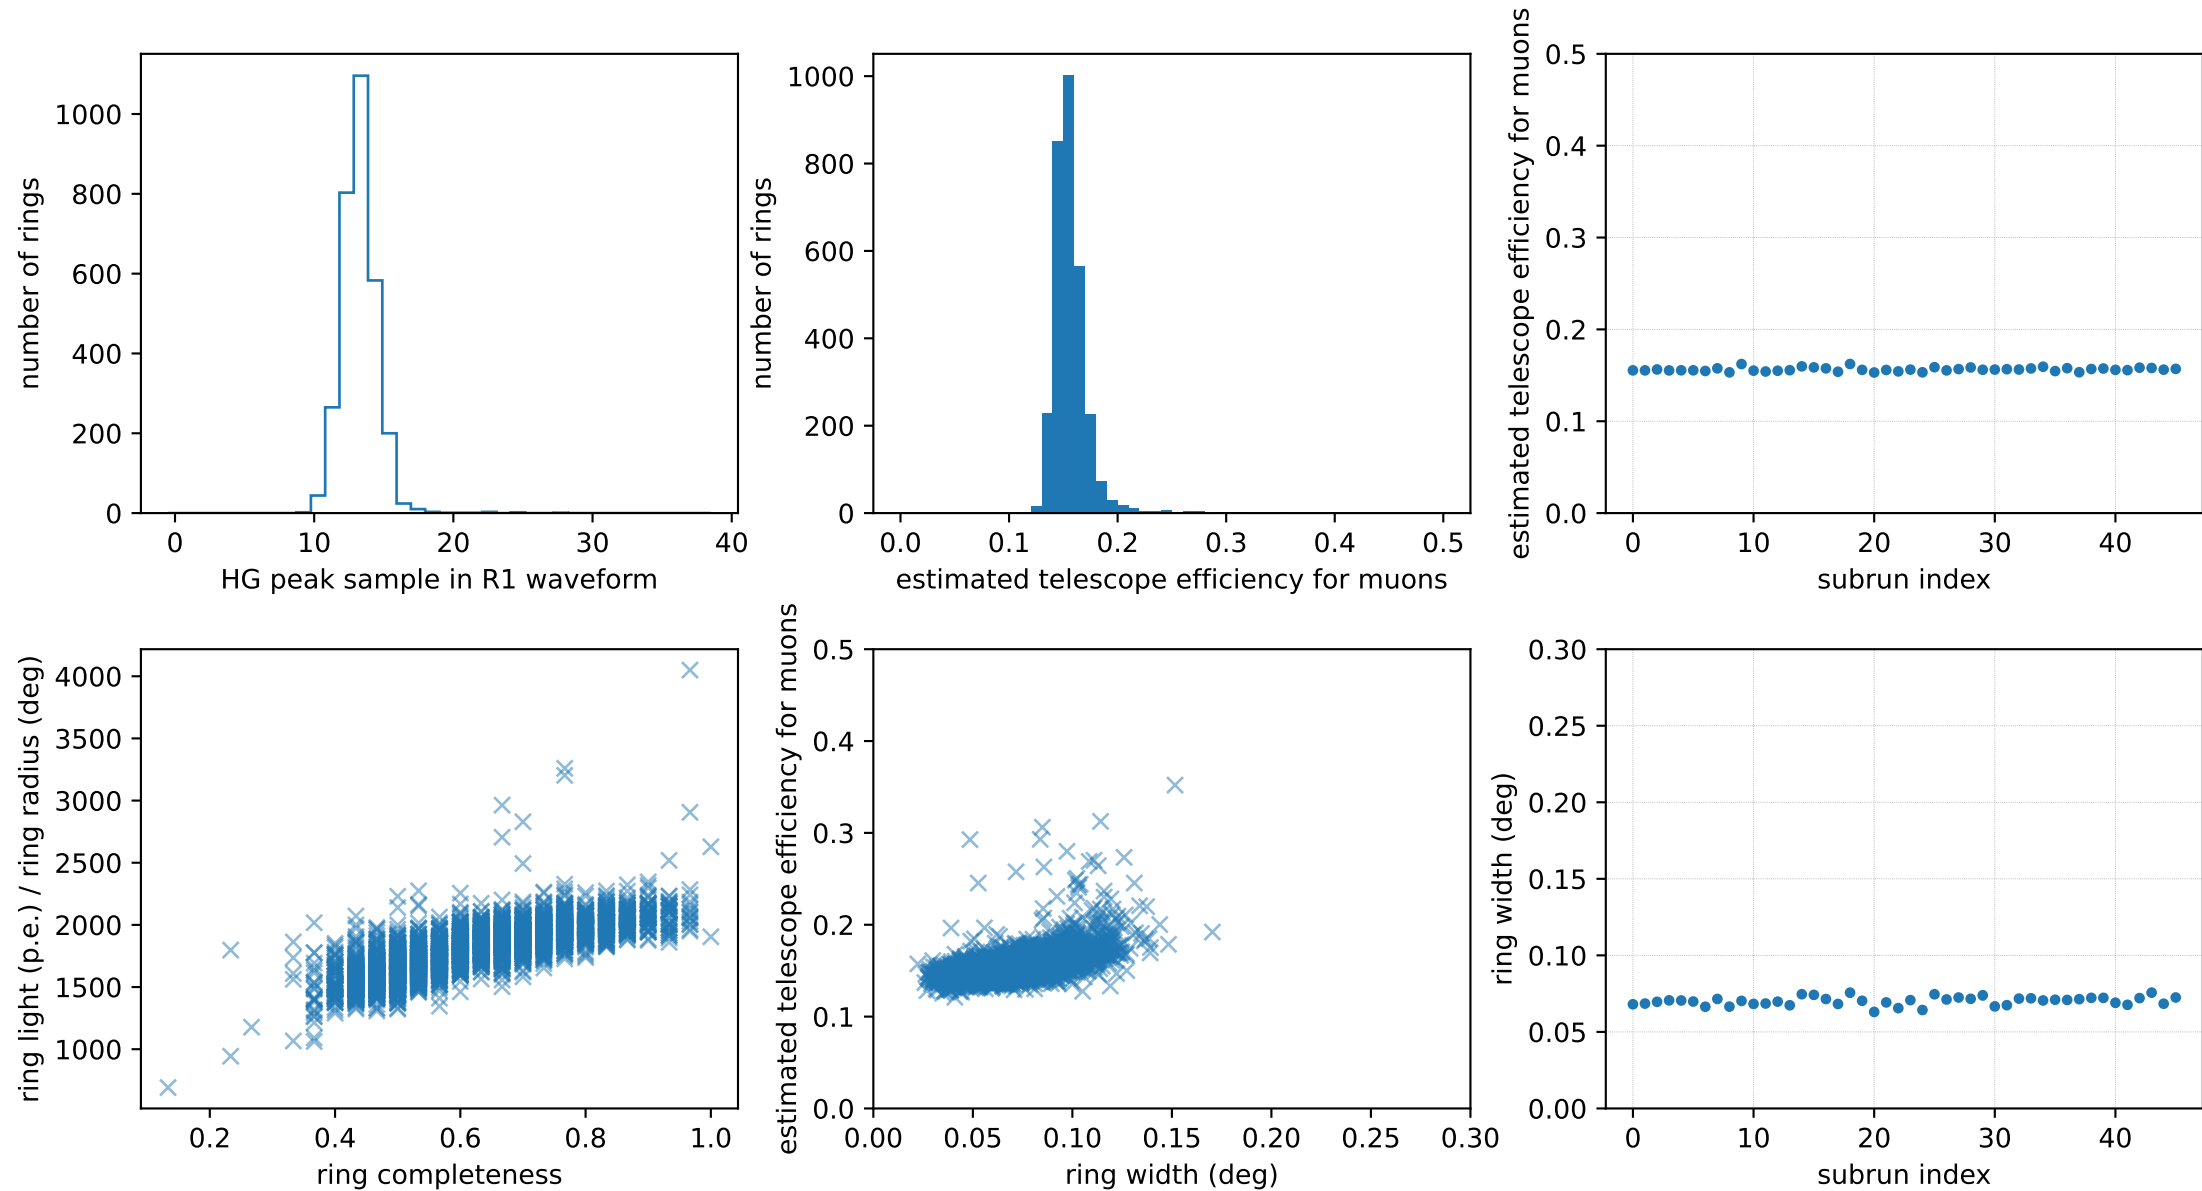 number of rings
1000
800
600
400
200
0
0 10 20 30 40
HG peak sample in R1 waveform
number of rings
1000
800
600
400
200
0
0.0 0.1 0.2 0.3 0.4 0.5
estimated telescope efficiency for muons
estimated telescope efficiency for muons
0.5
0.4
0.3
0.2
0.1
0.0
0 10 20 30 40
subrun index
ring light (p.e.) / ring radius (deg)
4000
3500
3000
2500
2000
1500
1000
0.2 0.4 0.6 0.8 1.0
ring completeness
estimated telescope efficiency for muons
0.5
0.4
0.3
0.2
0.1
0.0
0.00 0.05 0.10 0.15 0.20 0.25 0.30
ring width (deg)
ring width (deg)
0.30
0.25
0.20
0.15
0.10
0.05
0.00
0 10 20 30 40
subrun index